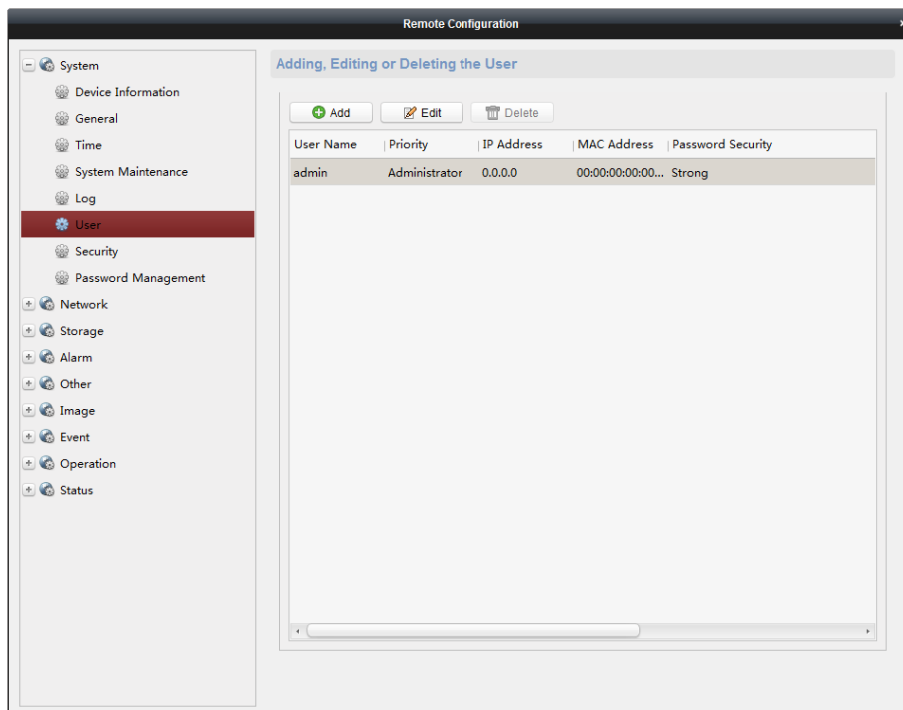 Remote Configuration
System
Device Information
General
Time
System Maintenance
Log
User
Security
Password Management
Network
Storage
Alarm
Other
Image
Event
Operation
Status
Adding, Editing or Deleting the User
Add Edit Delete
User Name Priority IP Address MAC Address Password Security
admin Administrator 0.0.0.0 00:00:00:00:00... Strong